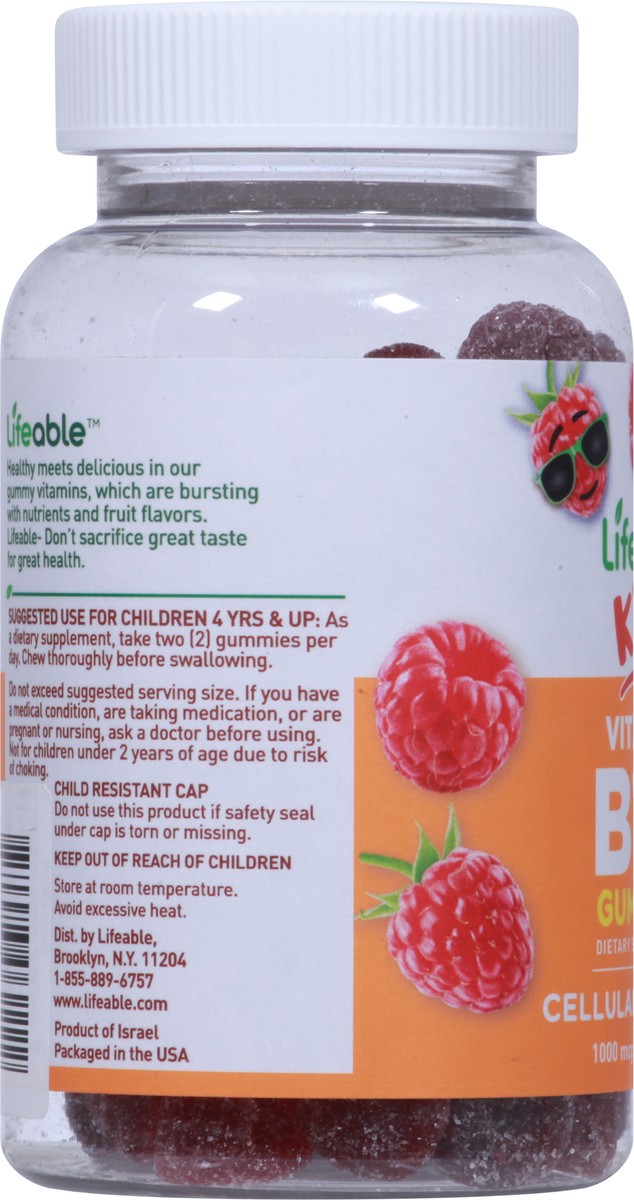 Lifeable™
Healthy meets delicious in our
gummy vitamins, which are bursting
with nutrients and fruit flavors.
Lifeable- Don't sacrifice great taste
for great health.
SUGGESTED USE FOR CHILDREN 4 YRS & UP: As
a dietary supplement, take two (2) gummies per
day. Chew thoroughly before swallowing.
Do not exceed suggested serving size. If you have
a medical condition, are taking medication, or are
pregnant or nursing, ask a doctor before using.
Not for children under 2 years of age due to risk
of choking.
CHILD RESISTANT CAP
Do not use this product if safety seal
under cap is torn or missing.
KEEP OUT OF REACH OF CHILDREN
Store at room temperature.
Avoid excessive heat.
Dist. by Lifeable,
Brooklyn, N.Y. 11204
1-855-889-6757
www.lifeable.com
Product of Israel
Packaged in the USA
Life
K
VIT
B
GUM
DIETARY
CELLULA
1000 mcg